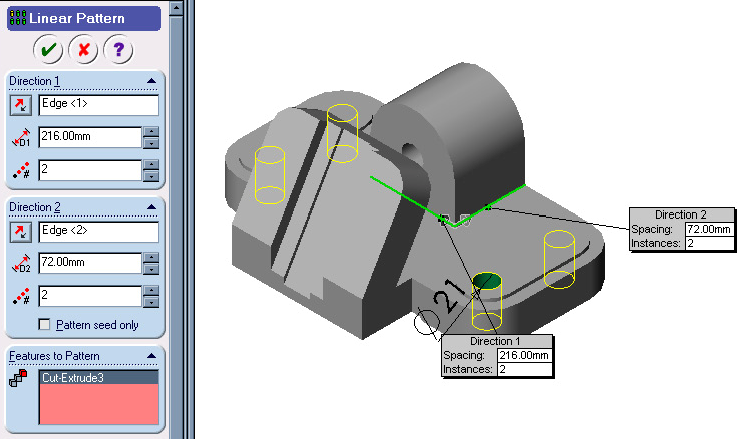 Linear Pattern
?
Direction 1
Edge <1>
D1
216.00mm
#
2
Direction 2
Edge <2>
D2
72.00mm
#
2
Pattern seed only
Features to Pattern
Cut-Extrude3
Direction 2
Spacing: 72.00mm
Instances: 2
21
Direction 1
Spacing: 216.00mm
Instances: 2